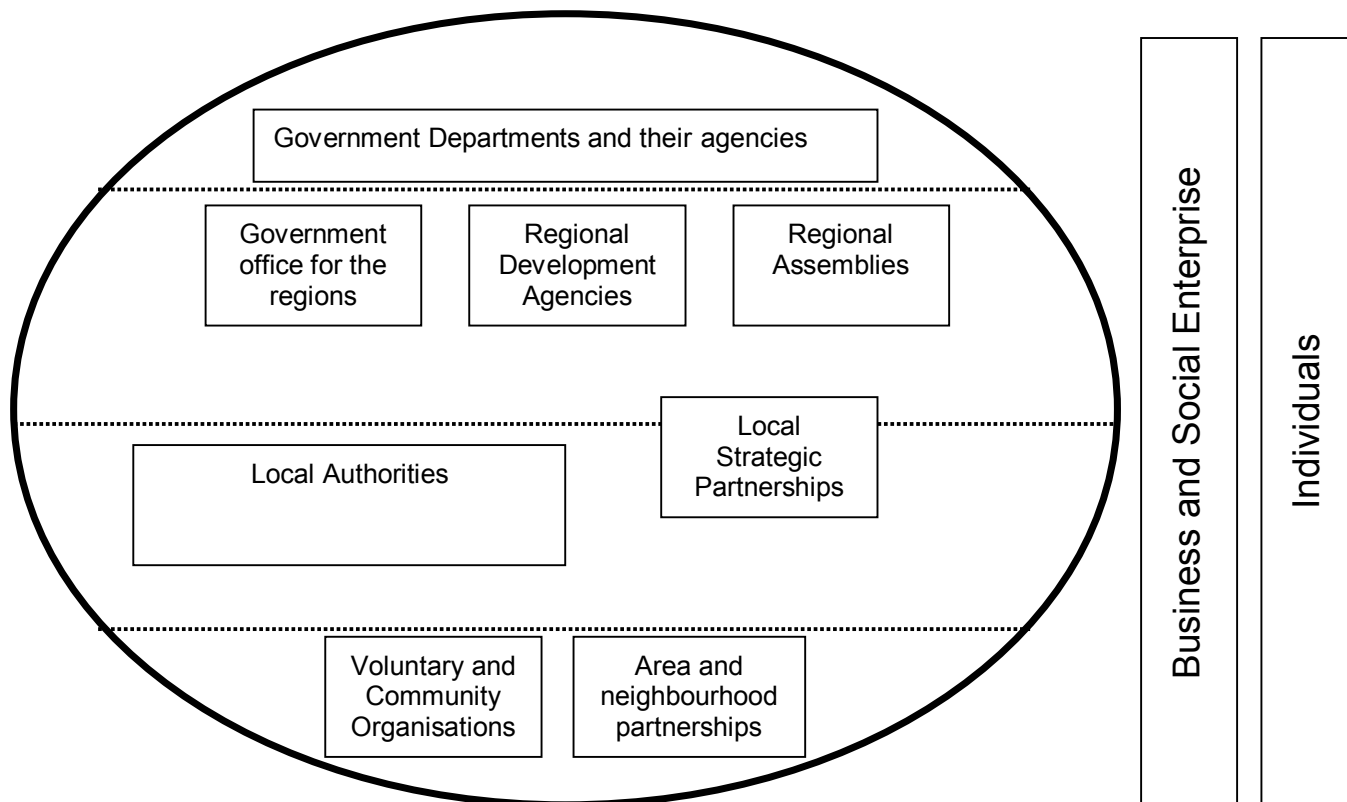 Government Departments and their agencies
Government
office for the
regions
Regional
Development
Agencies
Regional
Assemblies
Local
Strategic
Partnerships
Local Authorities
Voluntary and
Community
Organisations
Area and
neighbourhood
partnerships
Business and Social Enterprise
Individuals